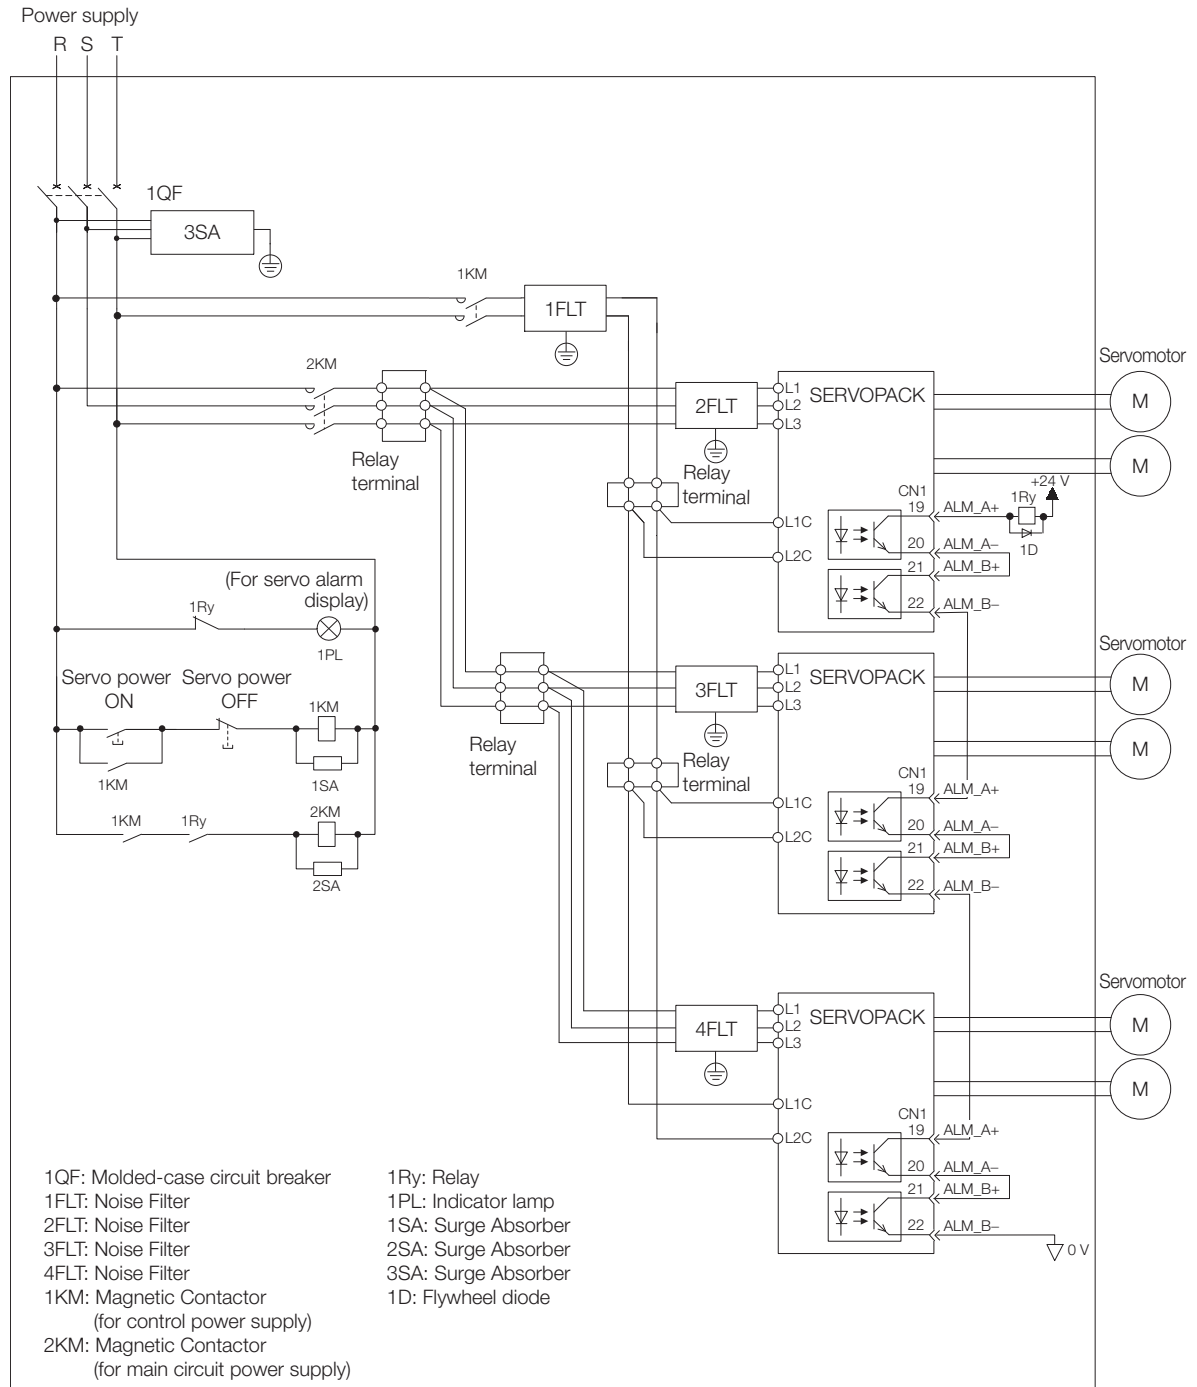 Power supply
R S T
1QF
3SA
1KM
1FLT
2KM
Relay
terminal
2FLT
L1
L2
L3
SERVOPACK
Servomotor
M
M
Relay
terminal
L1C
L2C
CN1
19
ALM_A+
20
ALM_A–
21
ALM_B+
22
ALM_B–
1Ry
+24 V
1D
(For servo alarm
display)
1Ry
1PL
Servo power
ON
Servo power
OFF
1KM
1KM
1SA
1KM
1Ry
2KM
2SA
Relay
terminal
3FLT
L1
L2
L3
SERVOPACK
Servomotor
M
M
Relay
terminal
L1C
L2C
CN1
19
ALM_A+
20
ALM_A–
21
ALM_B+
22
ALM_B–
4FLT
L1
L2
L3
SERVOPACK
Servomotor
M
M
L1C
L2C
CN1
19
ALM_A+
20
ALM_A–
21
ALM_B+
22
ALM_B–
0 V
1QF: Molded-case circuit breaker
1FLT: Noise Filter
2FLT: Noise Filter
3FLT: Noise Filter
4FLT: Noise Filter
1KM: Magnetic Contactor
(for control power supply)
2KM: Magnetic Contactor
(for main circuit power supply)
1Ry: Relay
1PL: Indicator lamp
1SA: Surge Absorber
2SA: Surge Absorber
3SA: Surge Absorber
1D: Flywheel diode